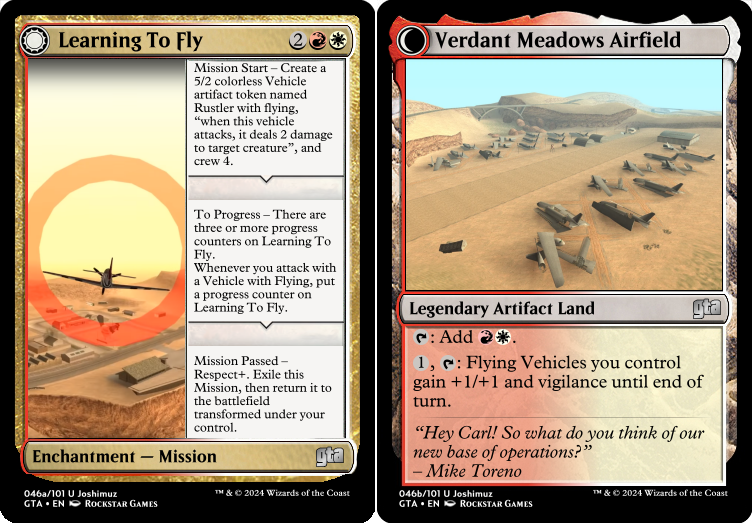 Learning To Fly 2
Mission Start – Create a
5/2 colorless Vehicle
artifact token named
Rustler with flying,
“when this vehicle
attacks, it deals 2 damage
to target creature”, and
crew 4.
To Progress – There are
three or more progress
counters on Learning To
Fly.
Whenever you attack with
a Vehicle with Flying, put
a progress counter on
Learning To Fly.
Mission Passed –
Respect+. Exile this
Mission, then return it to
the battlefield
transformed under your
control.
Enchantment — Mission gta
046a/101 U Joshimuz
GTA • EN Rockstar Games
™ & © 2024 Wizards of the Coast
Verdant Meadows Airfield
Legendary Artifact Land gta
: Add .
1, : Flying Vehicles you control
gain +1/+1 and vigilance until end of
turn.
“Hey Carl! So what do you think of our
new base of operations?”
– Mike Toreno
046b/101 U Joshimuz
GTA • EN Rockstar Games
™ & © 2024 Wizards of the Coast